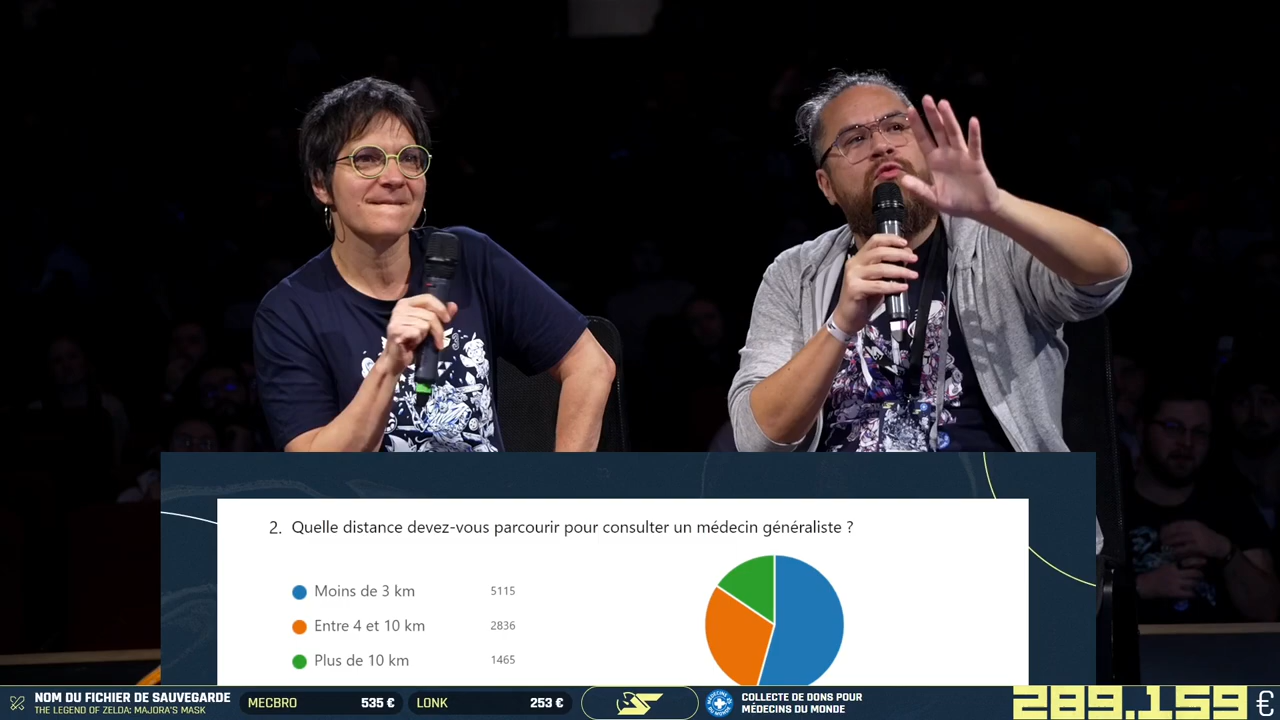 2. Quelle distance devez-vous parcourir pour consulter un médecin généraliste ?
Moins de 3 km 5115
Entre 4 et 10 km 2836
Plus de 10 km 1465
NOM DU FICHIER DE SAUVEGARDE
THE LEGEND OF ZELDA: MAJORA'S MASK
MECBRO 535 €
LONK 253 €
COLLECTE DE DONS POUR
MÉDECINS DU MONDE
289.159 €